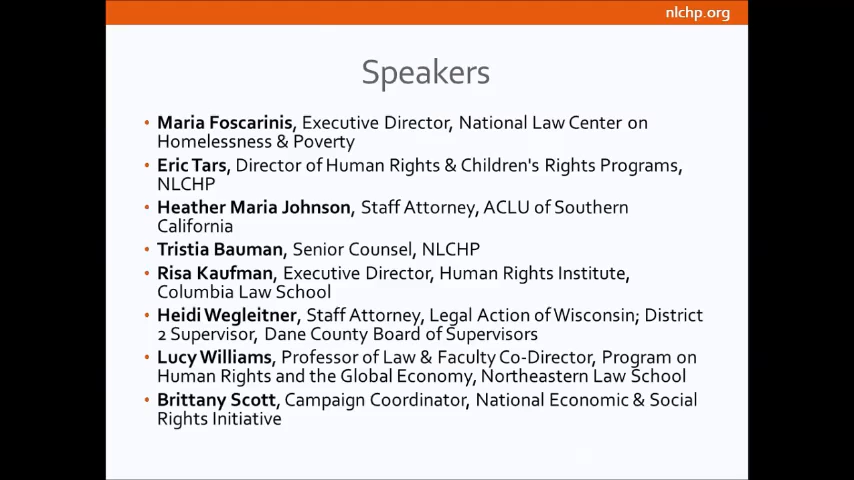 nlchp.org
Speakers
• Maria Foscarinis, Executive Director, National Law Center on
Homelessness & Poverty
• Eric Tars, Director of Human Rights & Children's Rights Programs,
NLCHP
• Heather Maria Johnson, Staff Attorney, ACLU of Southern
California
• Tristia Bauman, Senior Counsel, NLCHP
• Risa Kaufman, Executive Director, Human Rights Institute,
Columbia Law School
• Heidi Wegleitner, Staff Attorney, Legal Action of Wisconsin; District
2 Supervisor, Dane County Board of Supervisors
• Lucy Williams, Professor of Law & Faculty Co-Director, Program on
Human Rights and the Global Economy, Northeastern Law School
• Brittany Scott, Campaign Coordinator, National Economic & Social
Rights Initiative